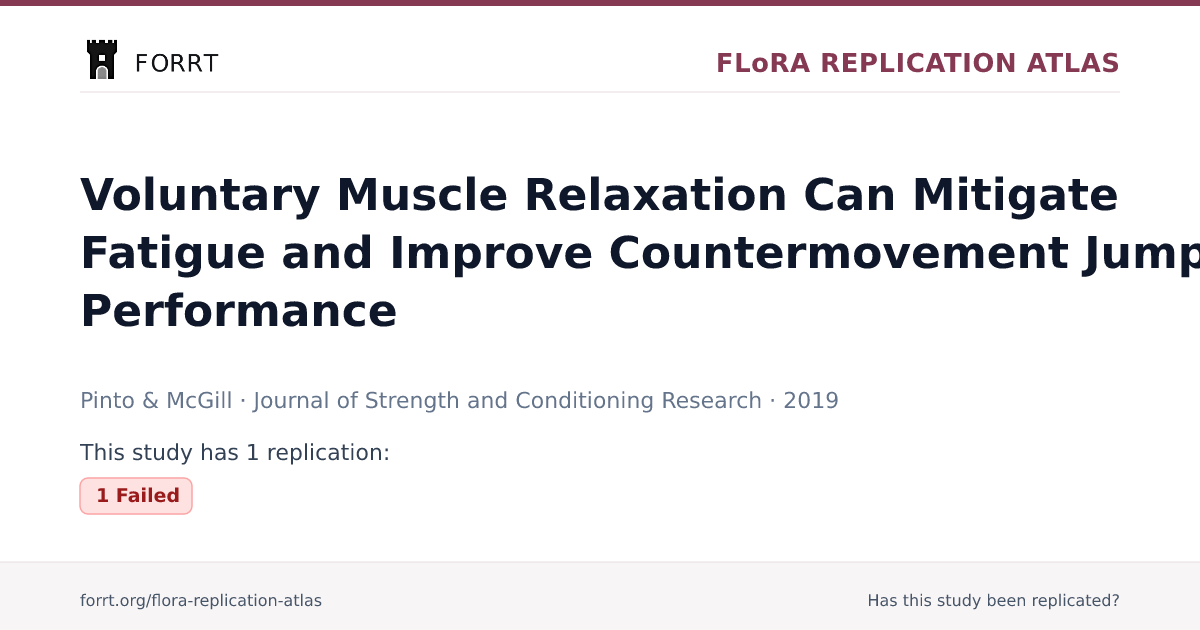 FORRT
FLoRA REPLICATION ATLAS
Voluntary Muscle Relaxation Can Mitigate
Fatigue and Improve Countermovement Jump
Performance
Pinto & McGill · Journal of Strength and Conditioning Research · 2019
This study has 1 replication:
1 Failed
forrt.org/flora-replication-atlas
Has this study been replicated?